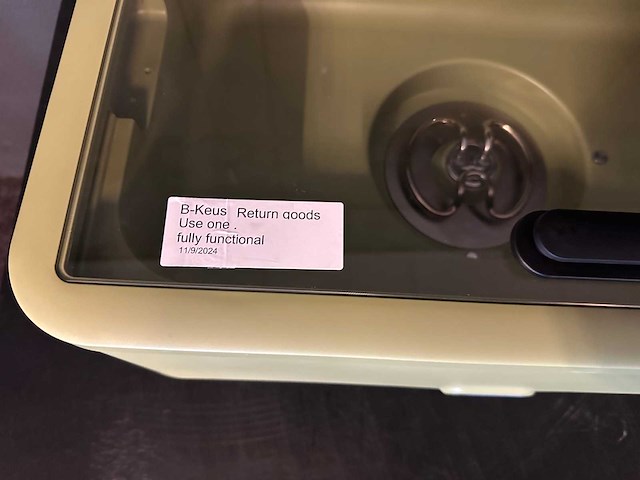 B-Keus Return goods
Use one .
fully functional
11/9/2024